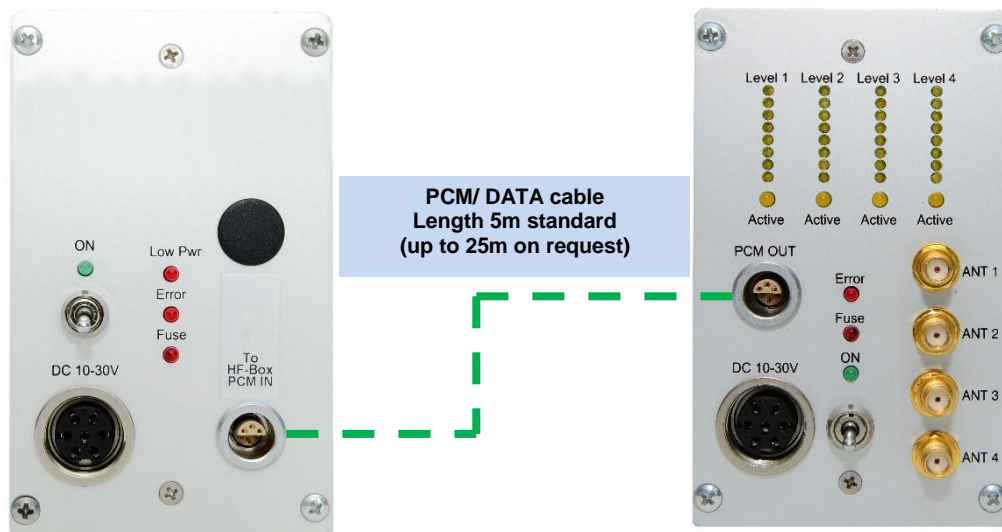 ON
Low Pwr
Error
Fuse
DC 10-30V
To
HF-Box
PCM IN
PCM/ DATA cable
Length 5m standard
(up to 25m on request)
Level 1 Level 2 Level 3 Level 4
Active Active Active Active
PCM OUT
Error
Fuse
ON
DC 10-30V
ANT 1
ANT 2
ANT 3
ANT 4